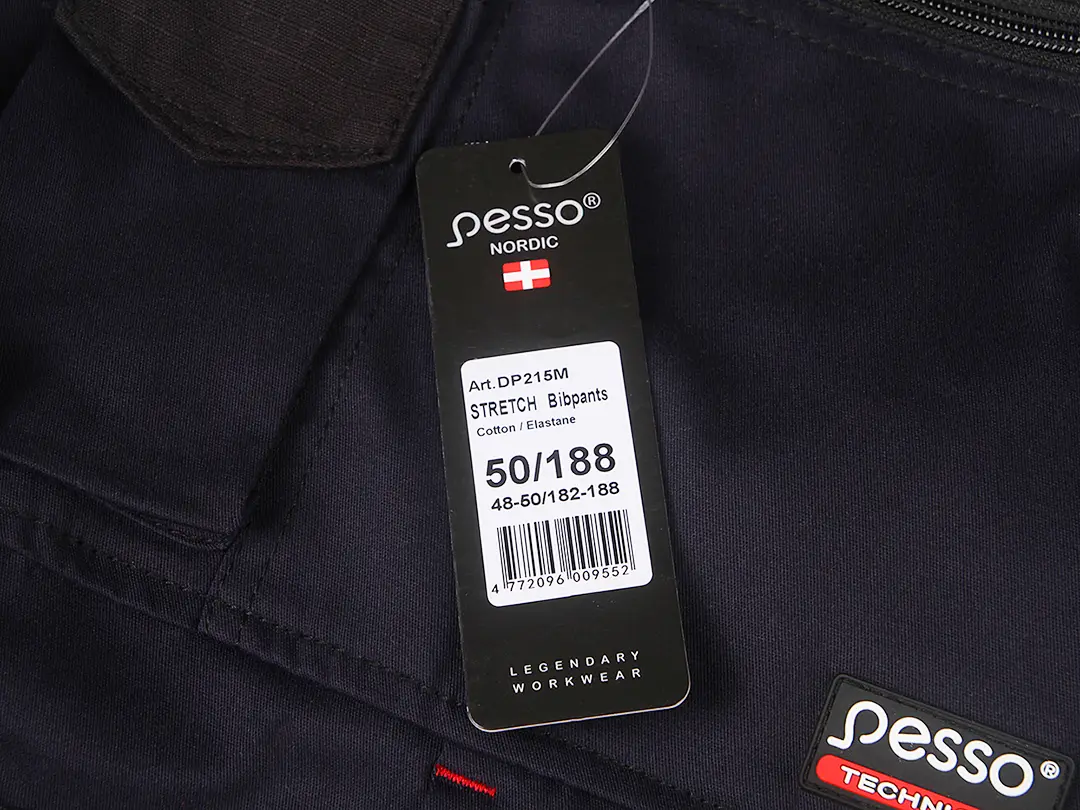 pesso®
NORDIC
Art.DP215M
STRETCH Bibpants
Cotton / Elastane
50/188
48-50/182-188
4 772096 009552
LEGENDARY
WORKWEAR
pesso®